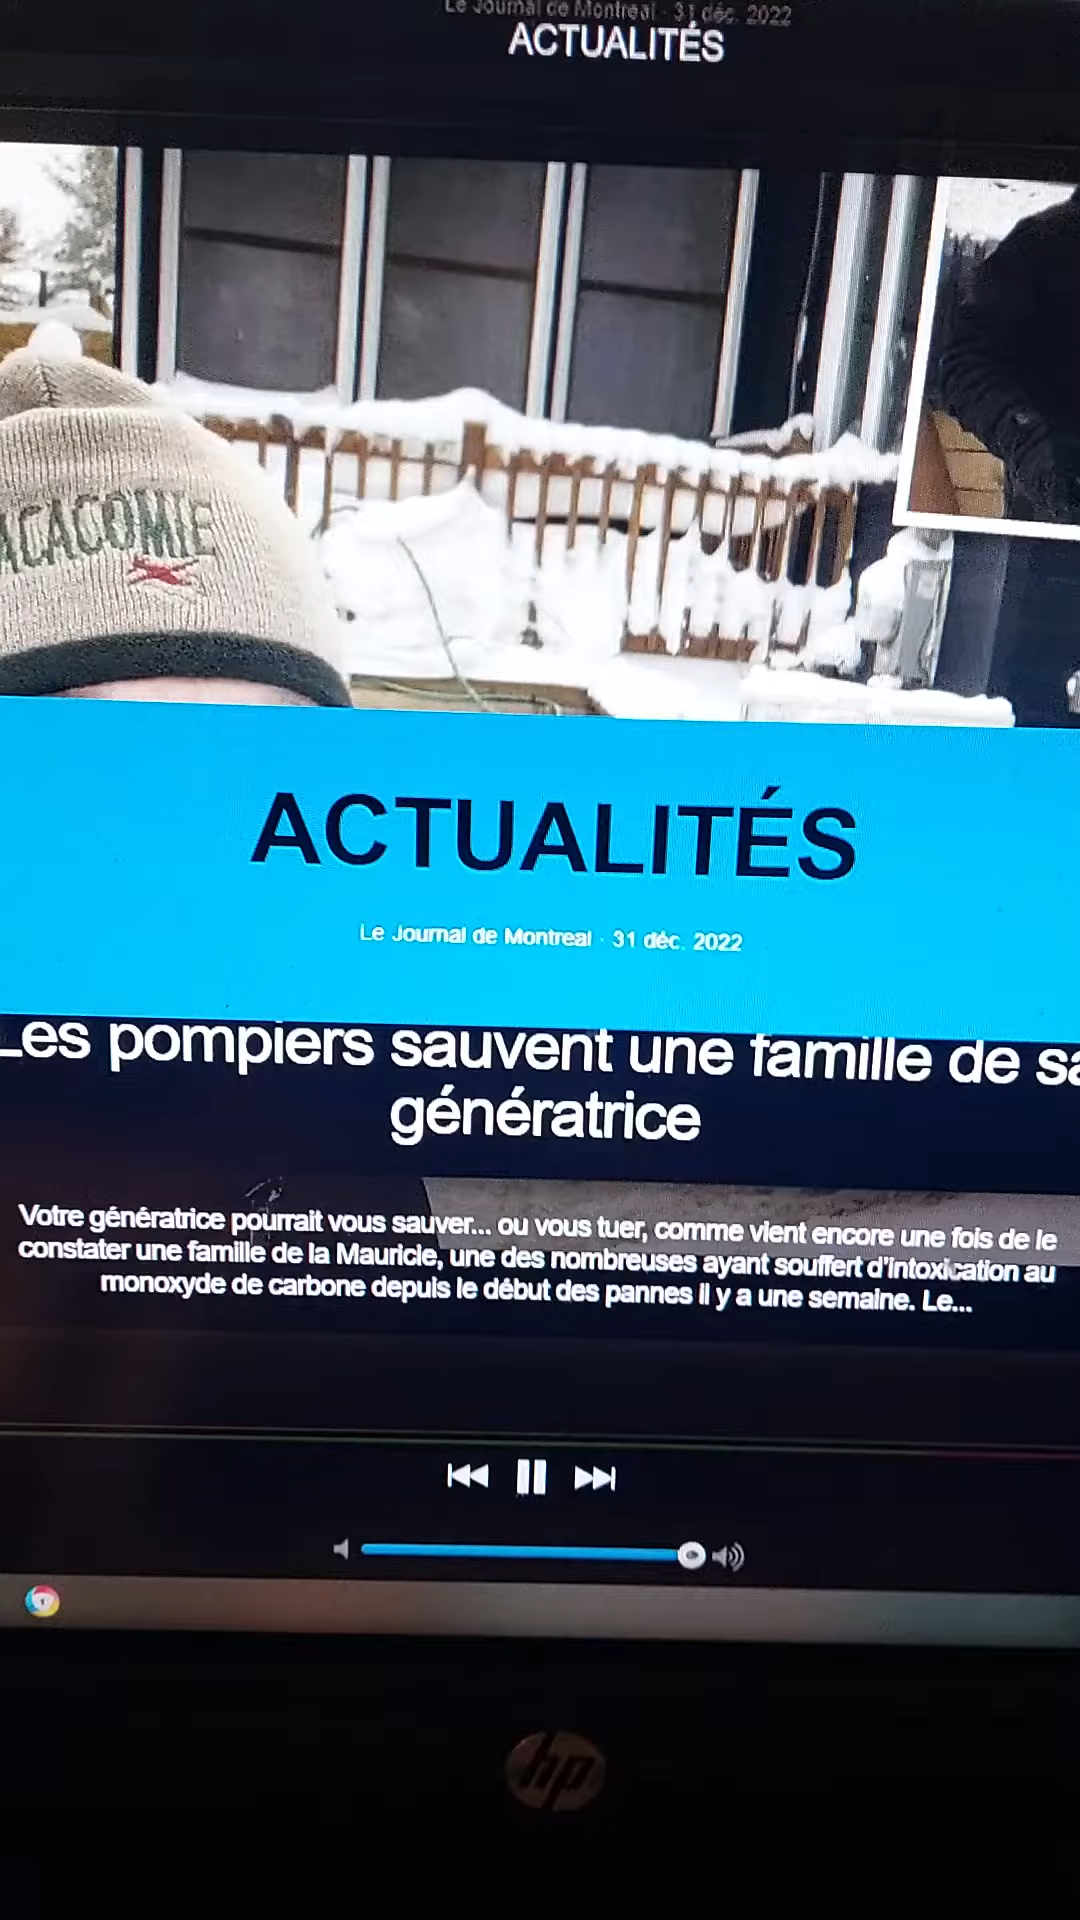 Le Journal de Montreal · 31 déc. 2022
ACTUALITÉS
ACACOMIE
ACTUALITÉS
Le Journal de Montreal · 31 déc. 2022
Les pompiers sauvent une famille de sa
génératrice
Votre génératrice pourrait vous sauver... ou vous tuer, comme vient encore une fois de le
constater une famille de la Mauricie, une des nombreuses ayant souffert d'intoxication au
monoxyde de carbone depuis le début des pannes il y a une semaine. Le...
hp